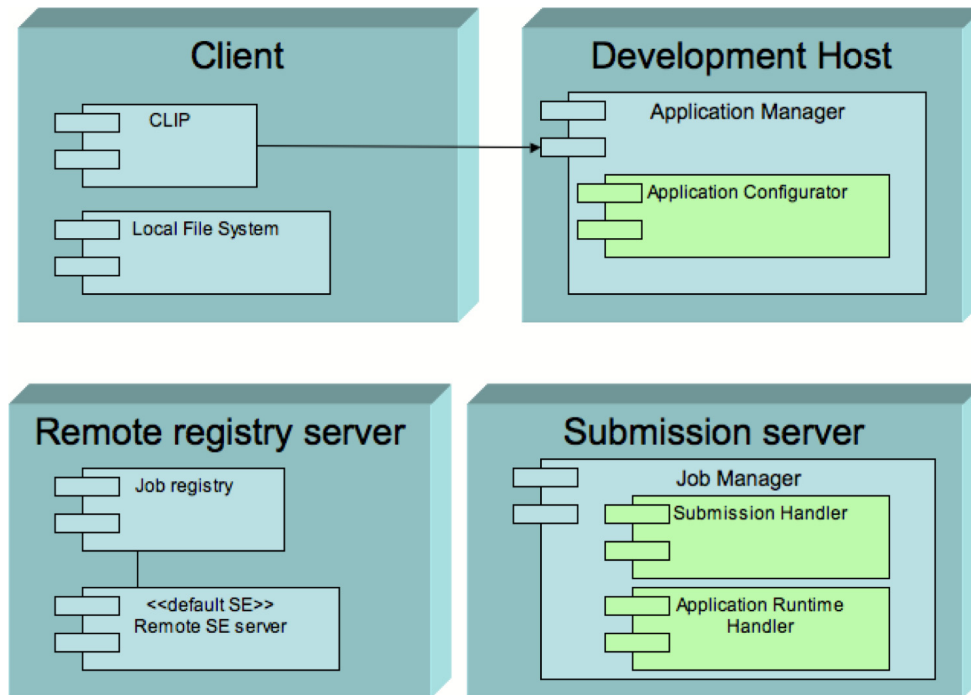 Client
CLIP
Local File System
Development Host
Application Manager
Application Configurator
Remote registry server
Job registry
<<default SE>>
Remote SE server
Submission server
Job Manager
Submission Handler
Application Runtime
Handler